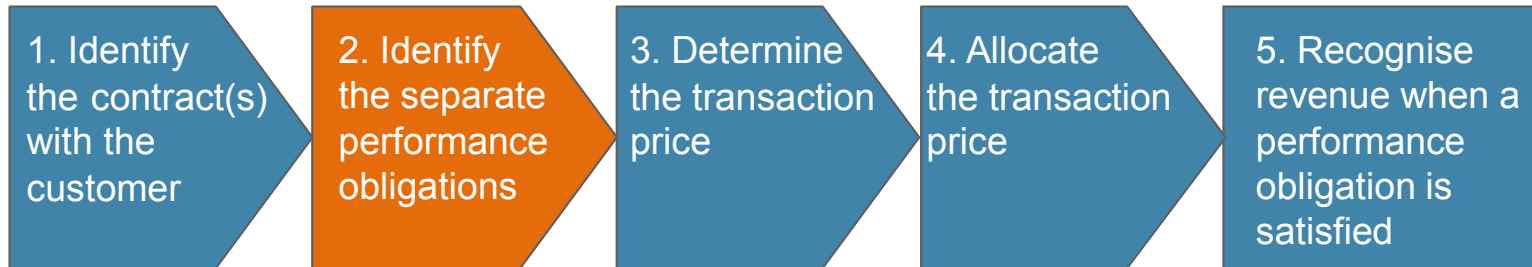 1. Identify
the contract(s)
with the
customer
2. Identify
the separate
performance
obligations
3. Determine
the transaction
price
4. Allocate
the transaction
price
5. Recognise
revenue when a
performance
obligation is
satisfied